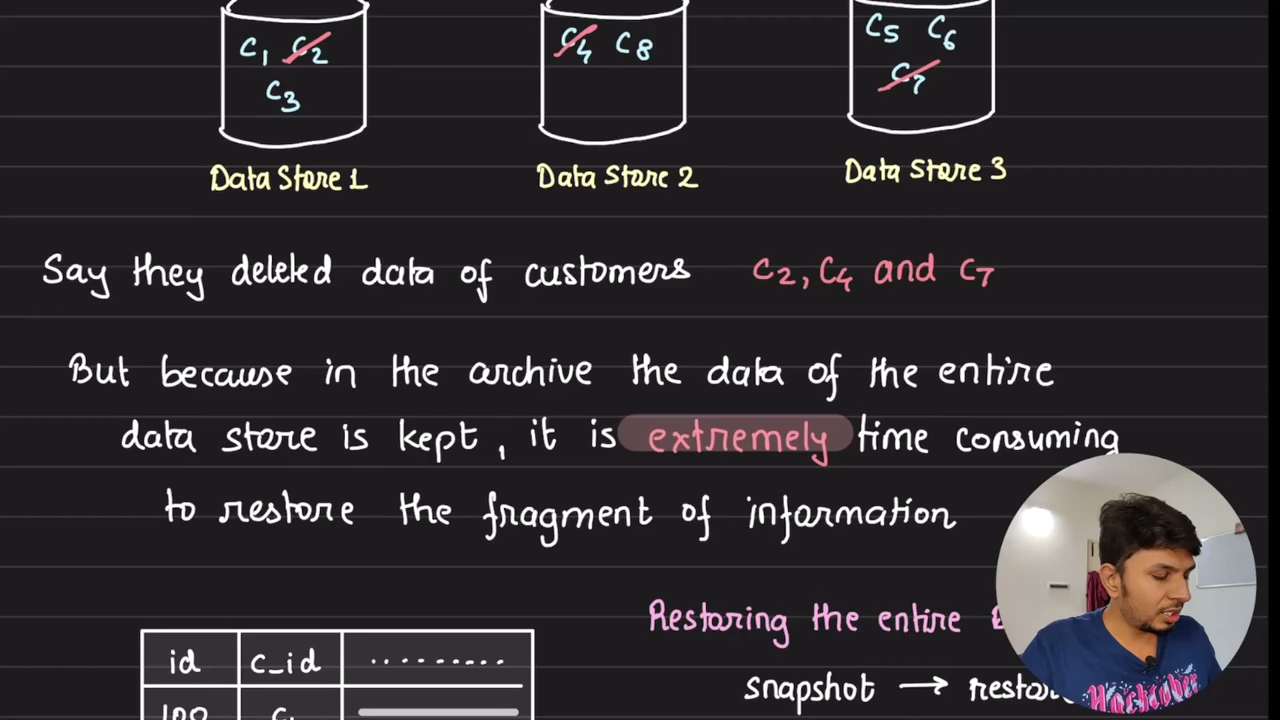 C1 C2
C3
C4 C8
C5 C6
C7
Data Store 1
Data Store 2
Data Store 3
Say they deleted data of customers C2, C4 and C7
But because in the archive the data of the entire
data store is kept, it is extremely time consuming
to restore the fragment of information
Restoring the entire
id c_id ..........
snapshot → restor
100
Hacktober